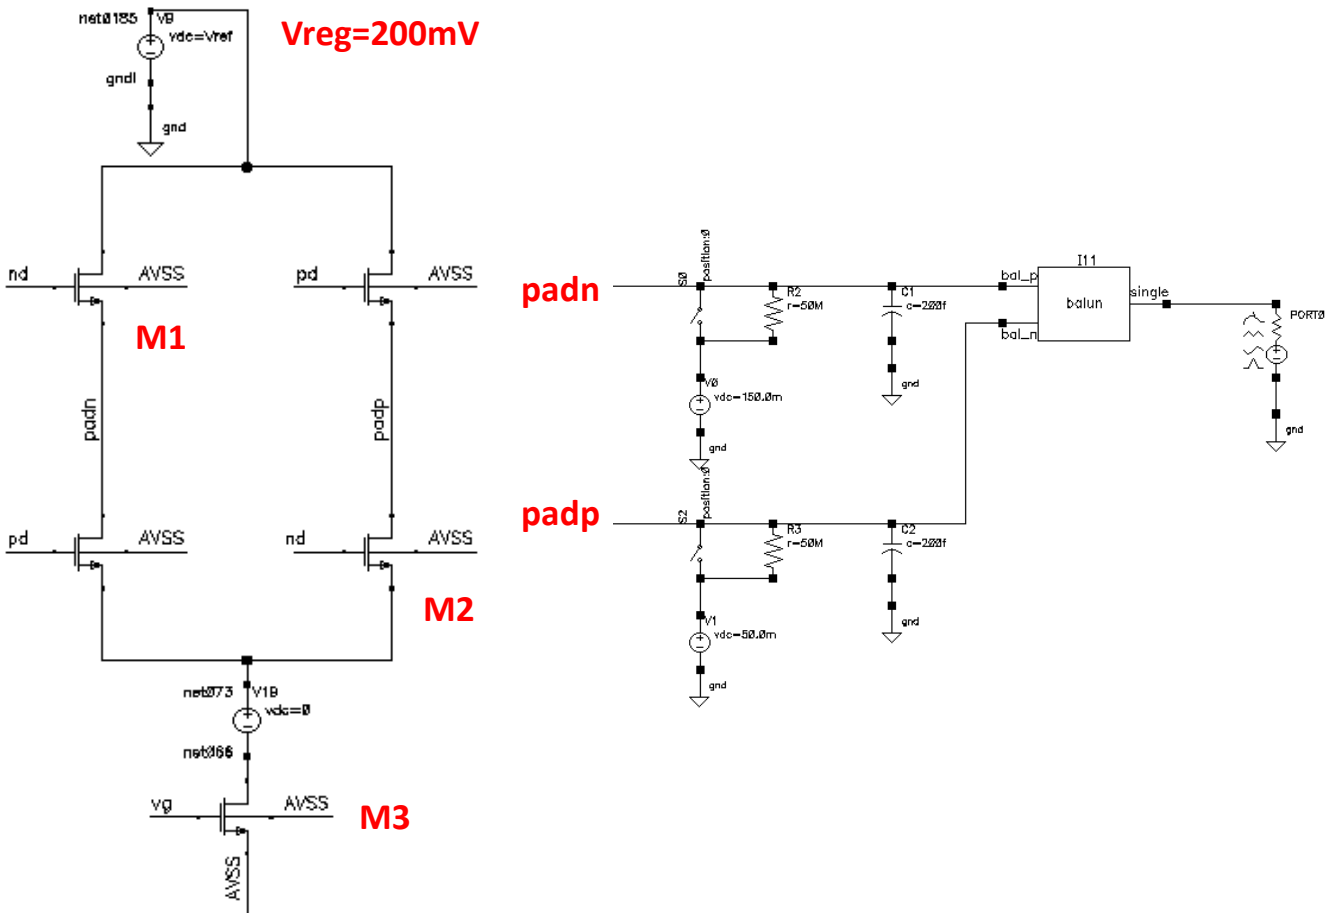 net0185 V9
vdc=Vref
Vreg=200mV
gndl
gnd
nd AVSS
pd AVSS
M1
padn
padp
pd AVSS
nd AVSS
M2
net073 V19
vdc=0
net066
vg AVSS
M3
AVSS
padn
S0
position:0
R2
r=50M
C1
c=200f
gnd
V0
vdc=150.0m
gnd
bal_p
bal_n
I11
balun
single
PORT0
gnd
padp
S2
position:0
R3
r=50M
C2
c=200f
gnd
V1
vdc=50.0m
gnd